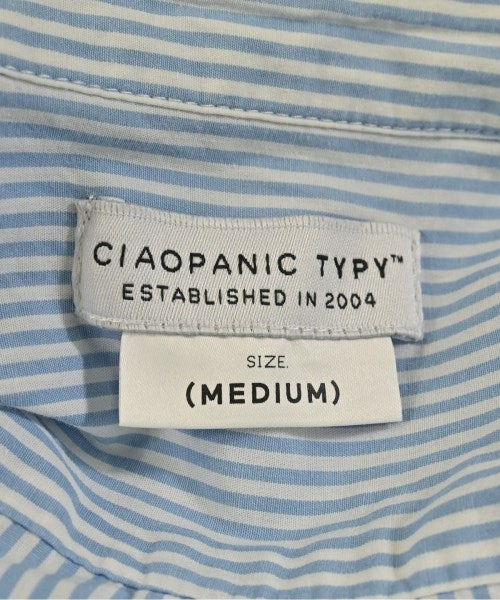 CIAOPANIC TYPY™
ESTABLISHED IN 2004
SIZE.
(MEDIUM)